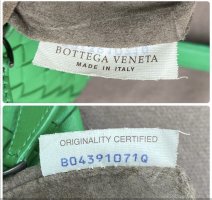 BOTTEGA VENETA
MADE IN ITALY
ORIGINALITY CERTIFIED
B04391071Q